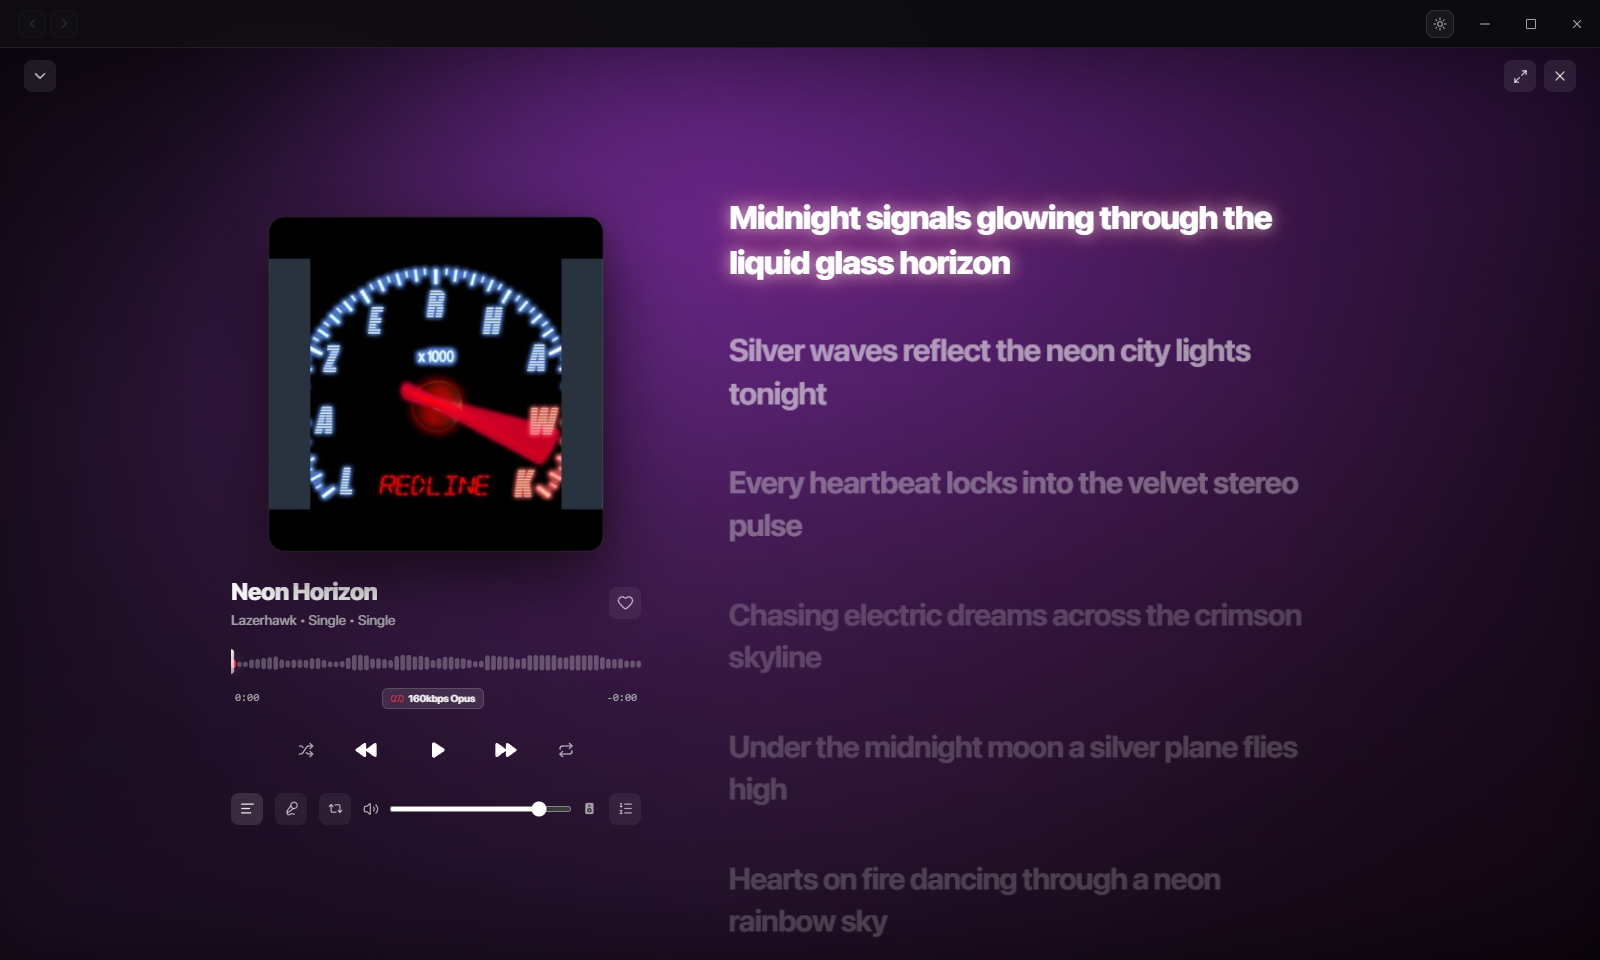 Midnight signals glowing through the
liquid glass horizon
Silver waves reflect the neon city lights
tonight
Every heartbeat locks into the velvet stereo
pulse
Chasing electric dreams across the crimson
skyline
Under the midnight moon a silver plane flies
high
Hearts on fire dancing through a neon
rainbow sky
LAZERHAWK
x1000
REDLINE
Neon Horizon
Lazerhawk • Single • Single
0:00
160kbps Opus
-0:00